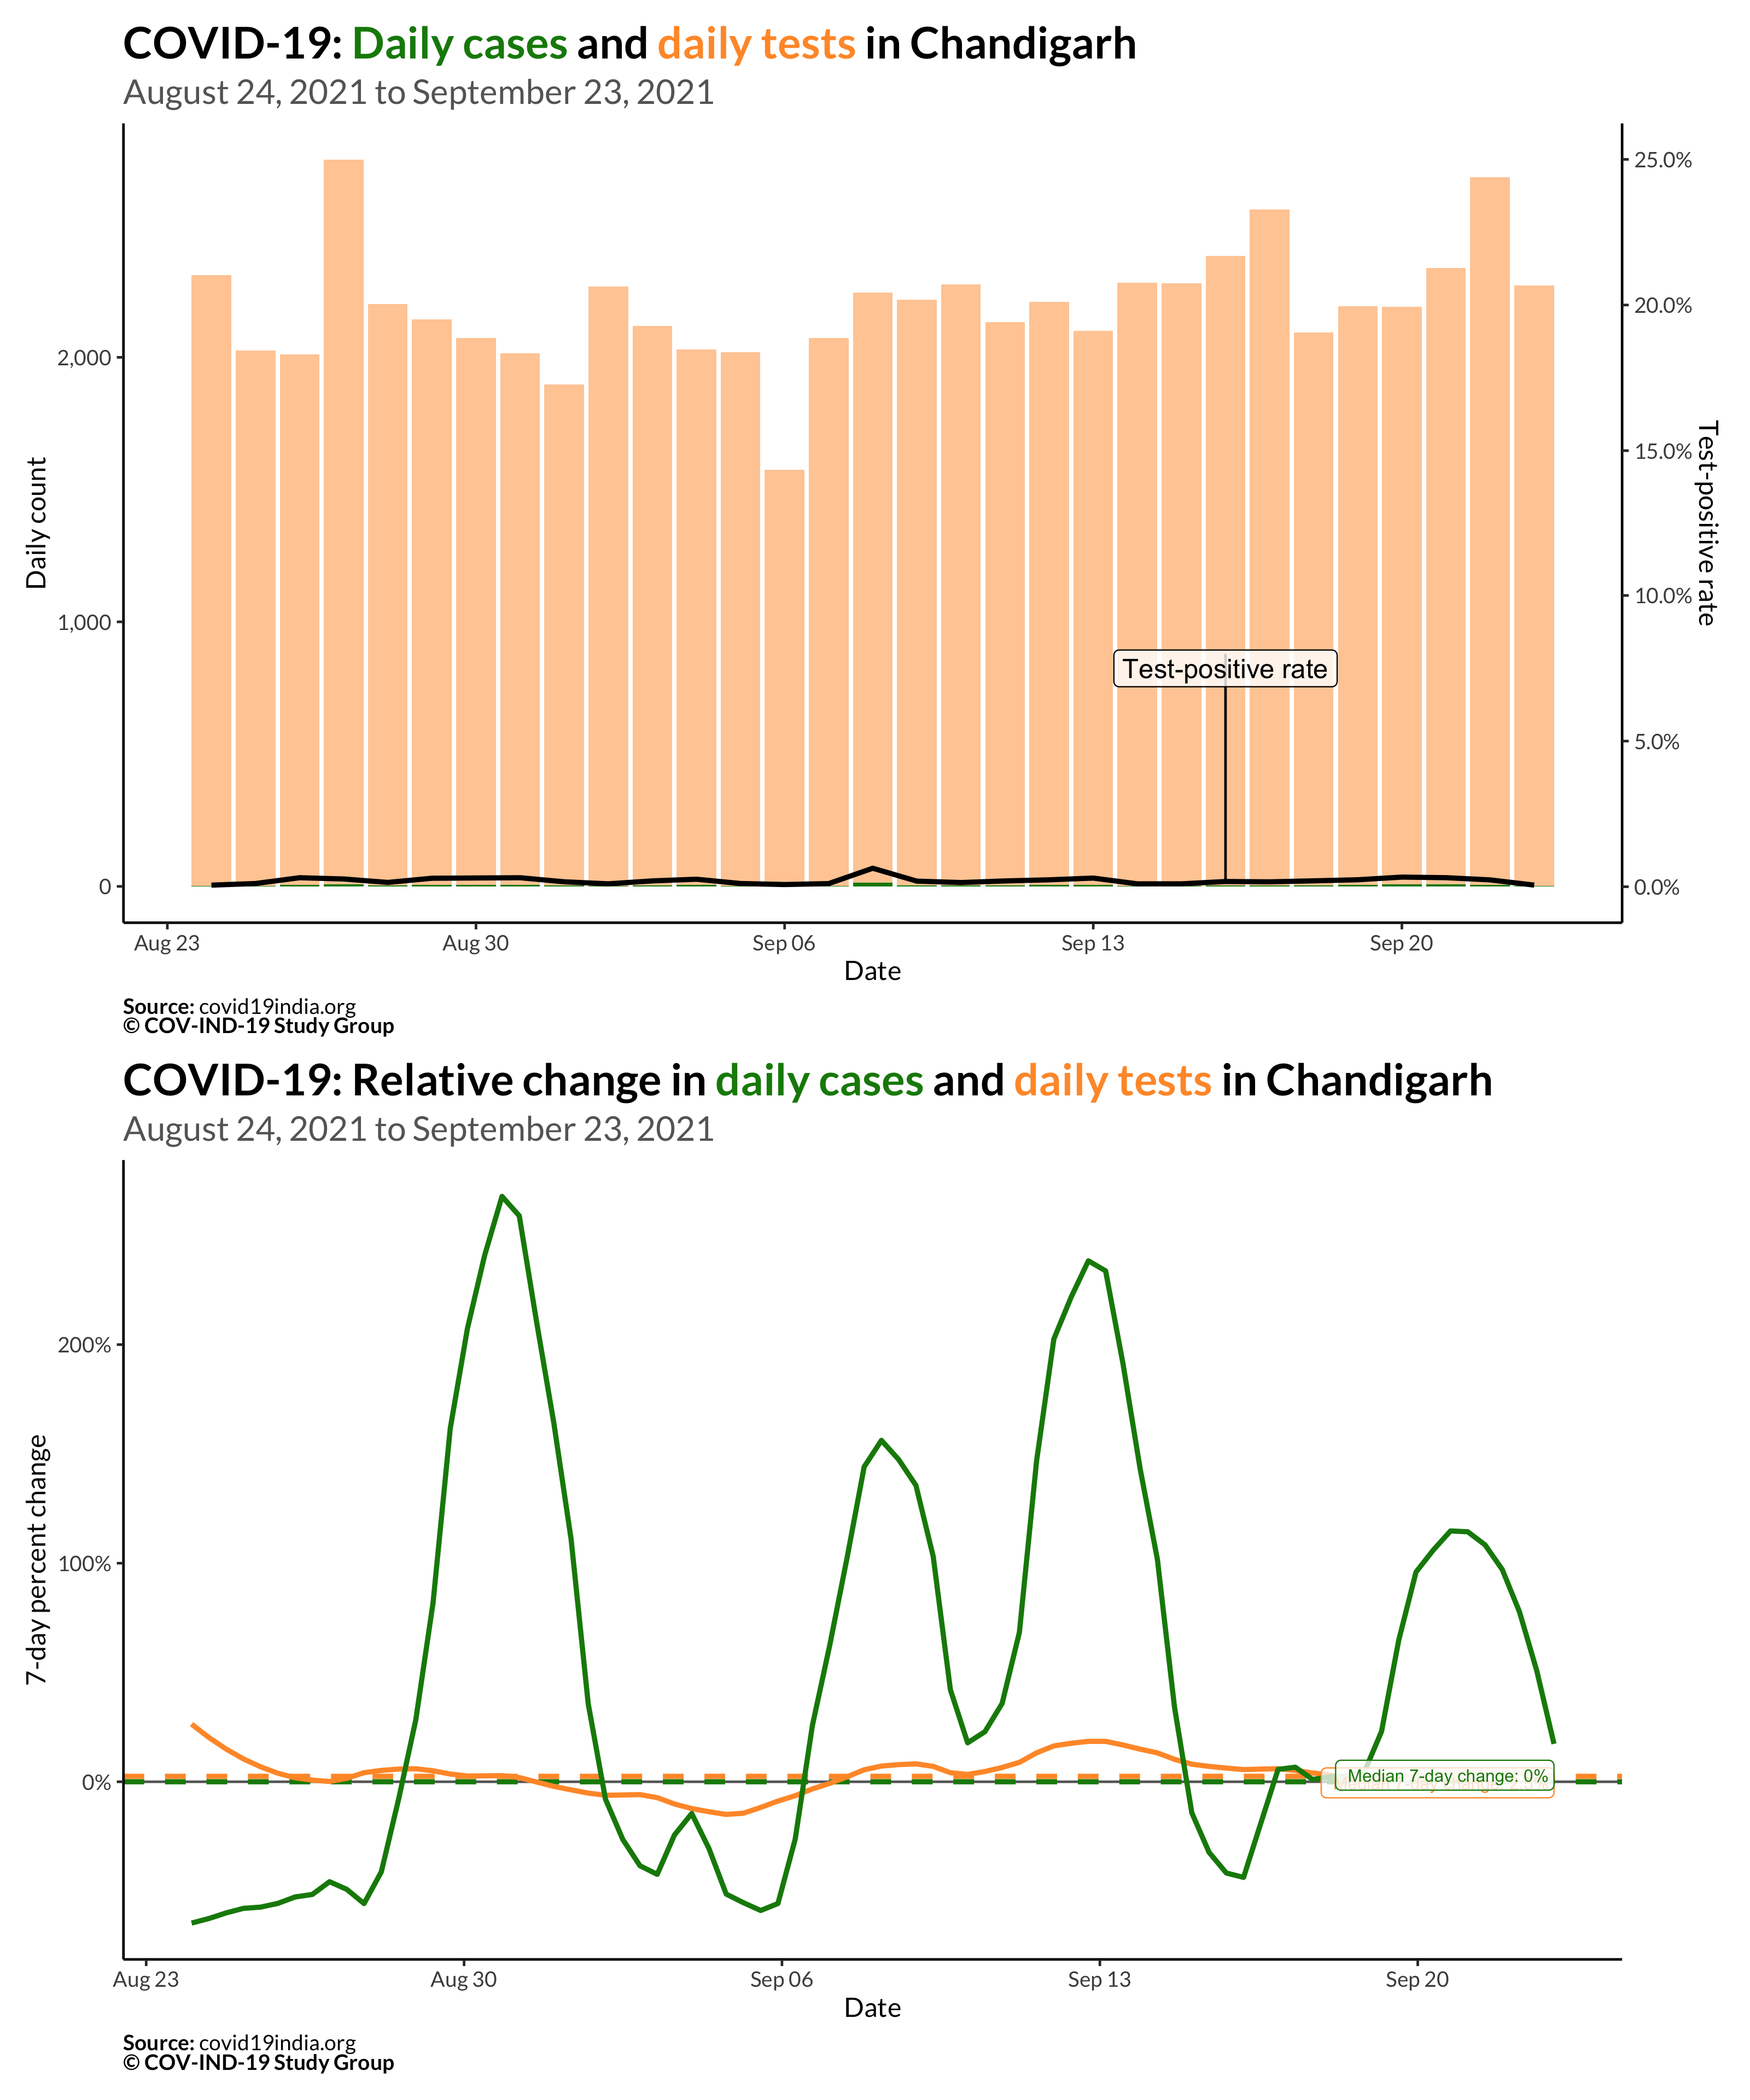 COVID-19: Daily cases and daily tests in Chandigarh
August 24, 2021 to September 23, 2021
Daily count
2,000
1,000
0
25.0%
20.0%
15.0%
10.0%
5.0%
0.0%
Test-positive rate
Test-positive rate
Aug 23
Aug 30
Sep 06
Sep 13
Sep 20
Date
Source: covid19india.org
© COV-IND-19 Study Group
COVID-19: Relative change in daily cases and daily tests in Chandigarh
August 24, 2021 to September 23, 2021
7-day percent change
200%
100%
0%
Median 7-day change: 0%
Aug 23
Aug 30
Sep 06
Sep 13
Sep 20
Date
Source: covid19india.org
© COV-IND-19 Study Group